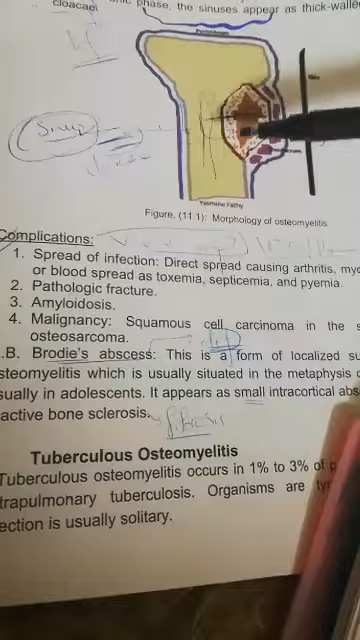 cloacae phase, the sinuses appear as thick-walle
Sinus
Yasmine Fathy
Figure. (11.1): Morphology of osteomyelitis
Complications:
1. Spread of infection: Direct spread causing arthritis, myo
or blood spread as toxemia, septicemia, and pyemia.
2. Pathologic fracture.
3. Amyloidosis.
4. Malignancy: Squamous cell carcinoma in the s
osteosarcoma.
.B. Brodie's abscess: This is a form of localized su
steomyelitis which is usually situated in the metaphysis o
sually in adolescents. It appears as small intracortical abs
active bone sclerosis.
Tuberculous Osteomyelitis
Tuberculous osteomyelitis occurs in 1% to 3% of p
trapulmonary tuberculosis. Organisms are typ
ection is usually solitary.